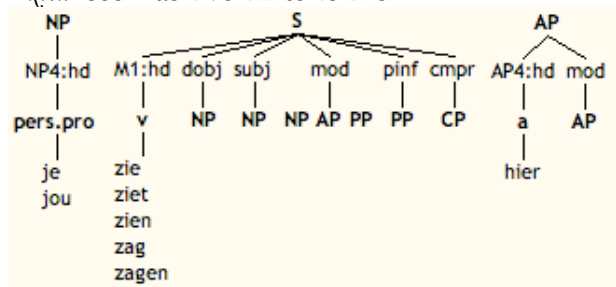 NP S AP
NP4:hd M1:hd dobj subj mod pinf cmpr AP4:hd mod
pers.pro v NP NP NP AP PP PP CP a AP
je zie hier
jou ziet
zien
zag
zagen